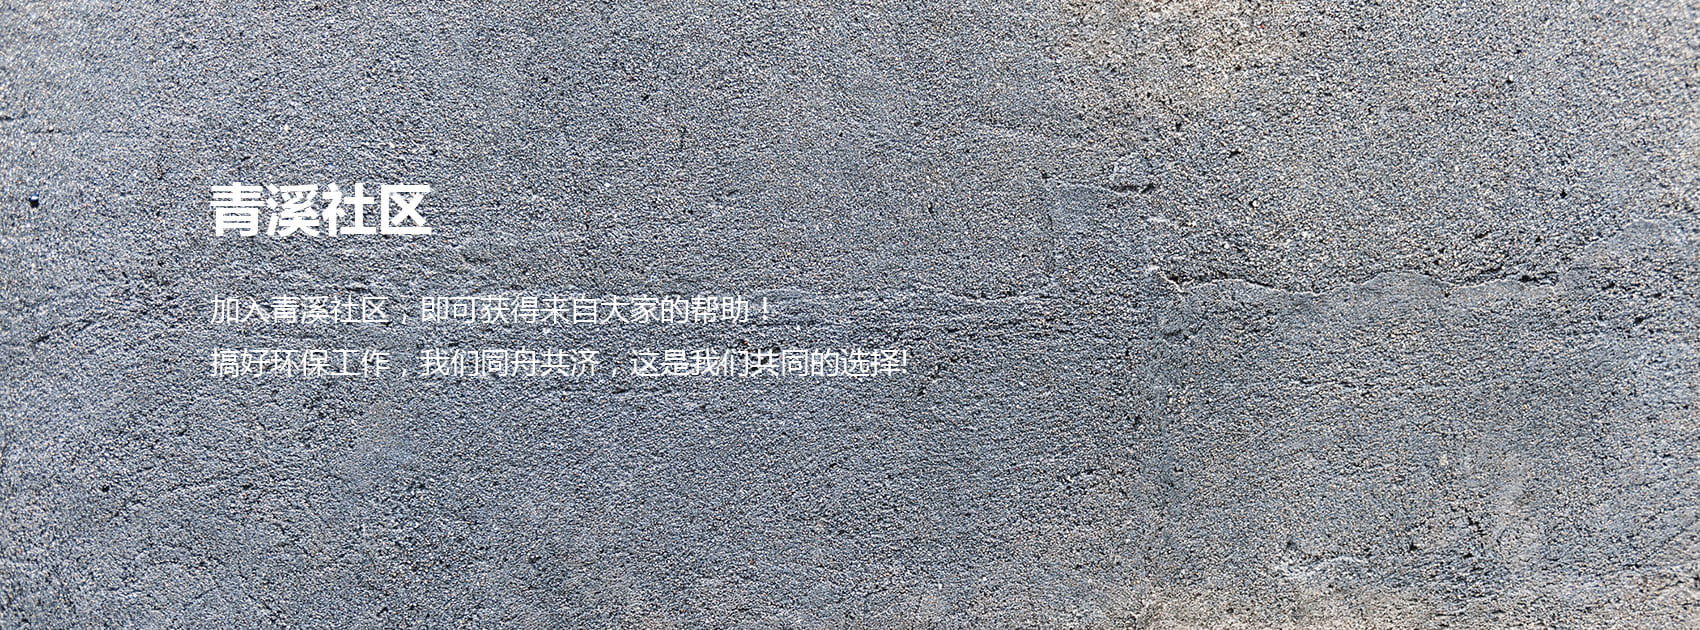 青溪社区
加入青溪社区，即可获得来自大家的帮助！
搞好环保工作，我们同舟共济，这是我们共同的选择!